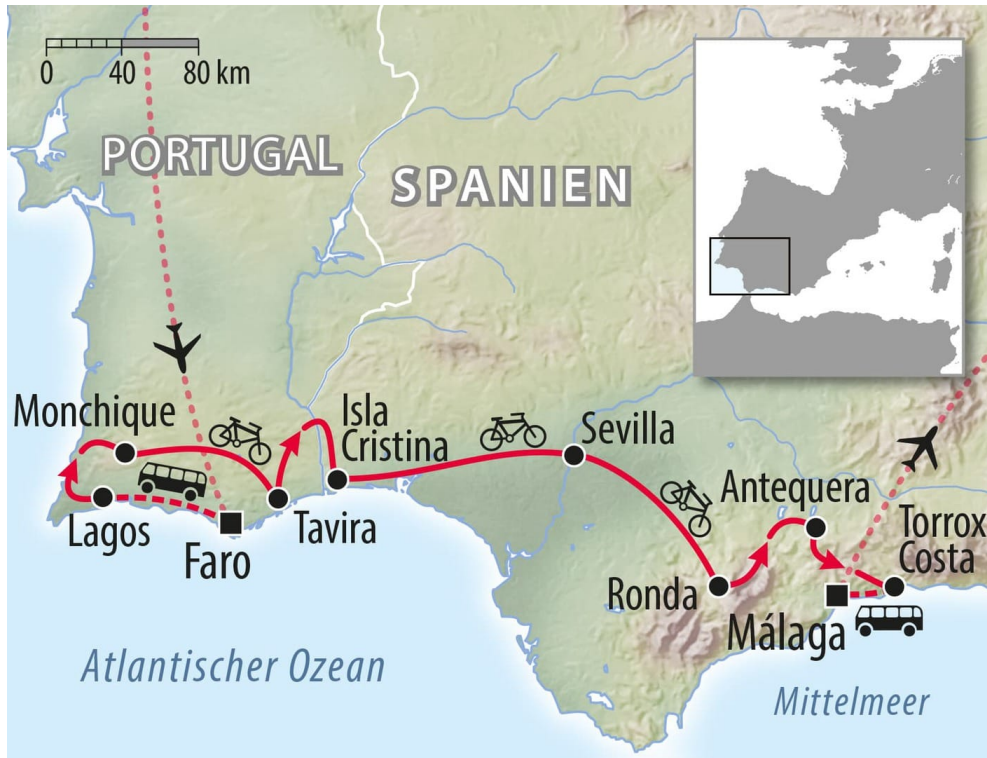 0 40 80 km
PORTUGAL
SPANIEN
Monchique
Isla
Cristina
Sevilla
Lagos
Faro
Tavira
Antequera
Torrox
Costa
Ronda
Málaga
Atlantischer Ozean
Mittelmeer